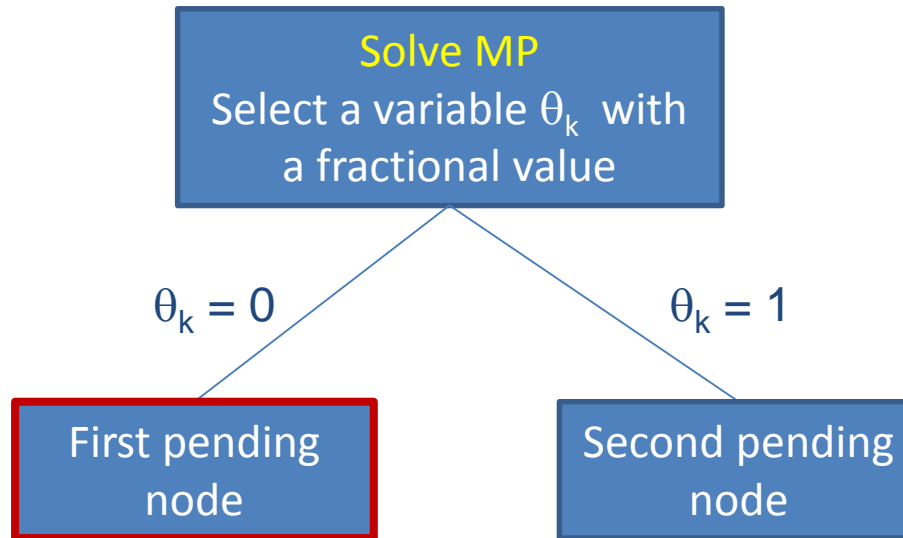 Solve MP
Select a variable θk with
a fractional value
θk = 0
θk = 1
First pending
node
Second pending
node